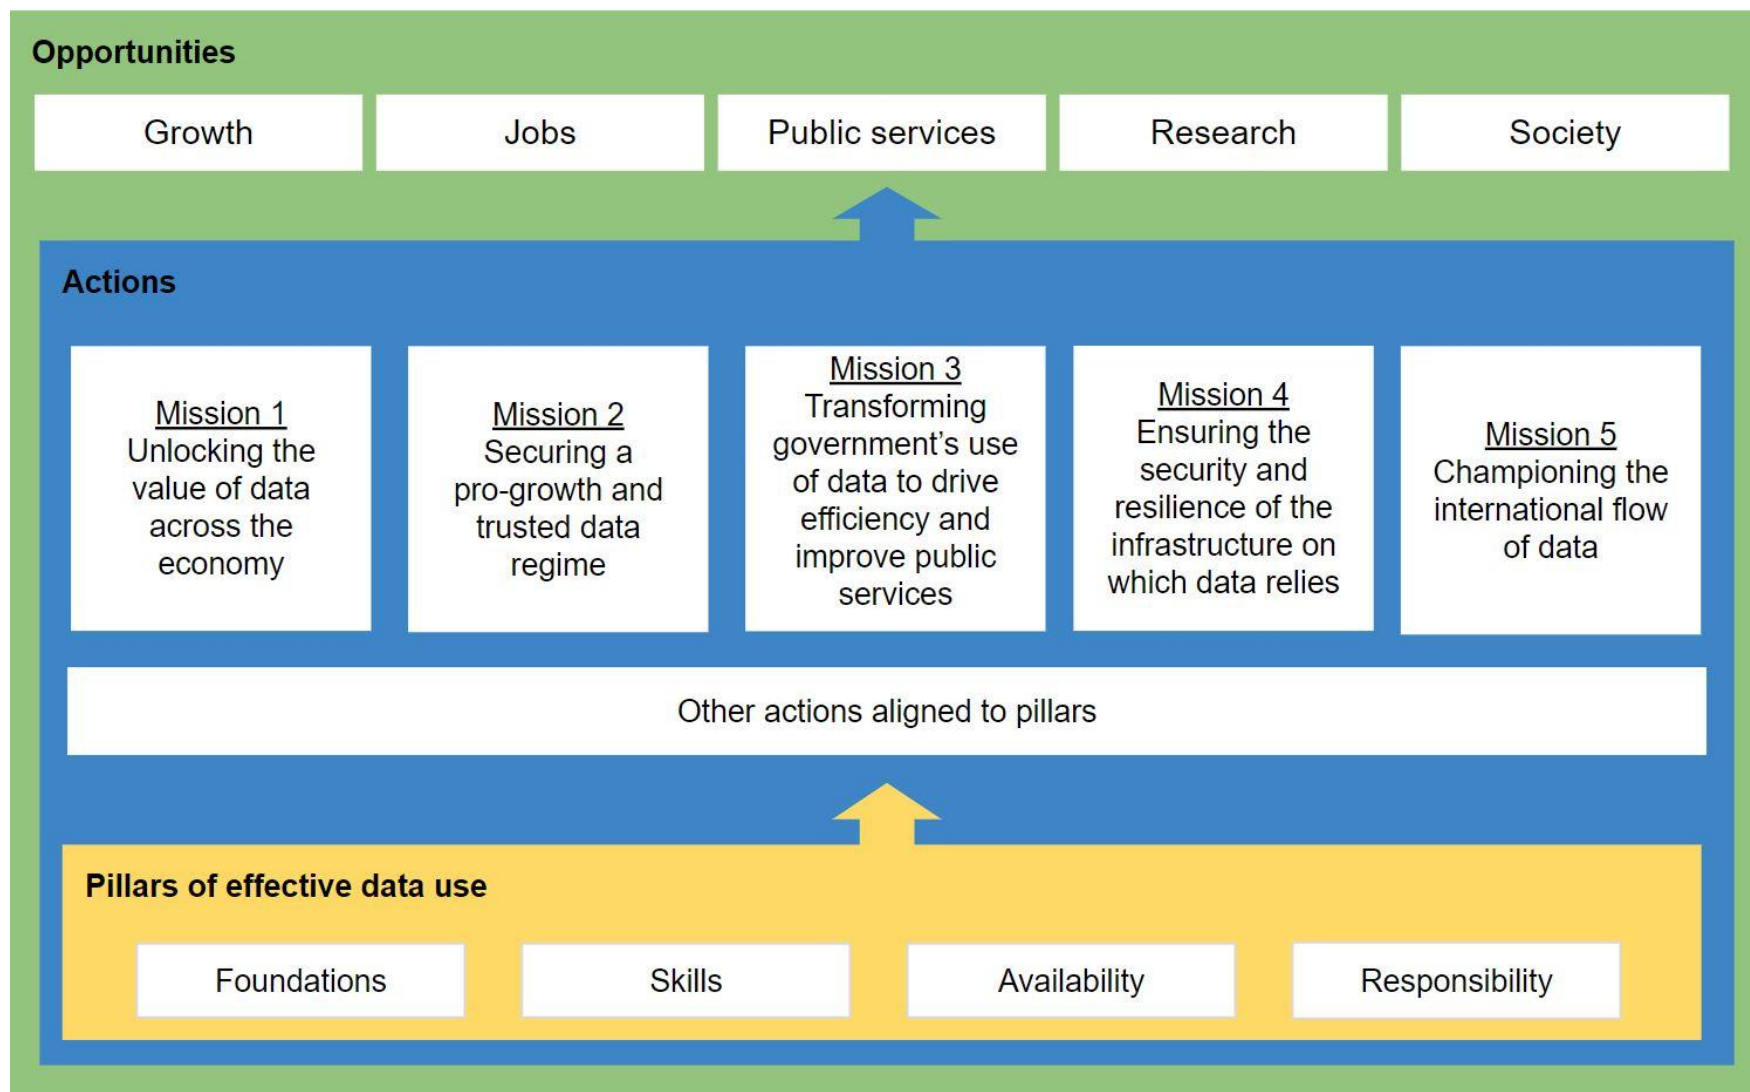 Opportunities
Growth
Jobs
Public services
Research
Society
Actions
Mission 1
Unlocking the
value of data
across the
economy
Mission 2
Securing a
pro-growth and
trusted data
regime
Mission 3
Transforming
government’s use
of data to drive
efficiency and
improve public
services
Mission 4
Ensuring the
security and
resilience of the
infrastructure on
which data relies
Mission 5
Championing the
international flow
of data
Other actions aligned to pillars
Pillars of effective data use
Foundations
Skills
Availability
Responsibility